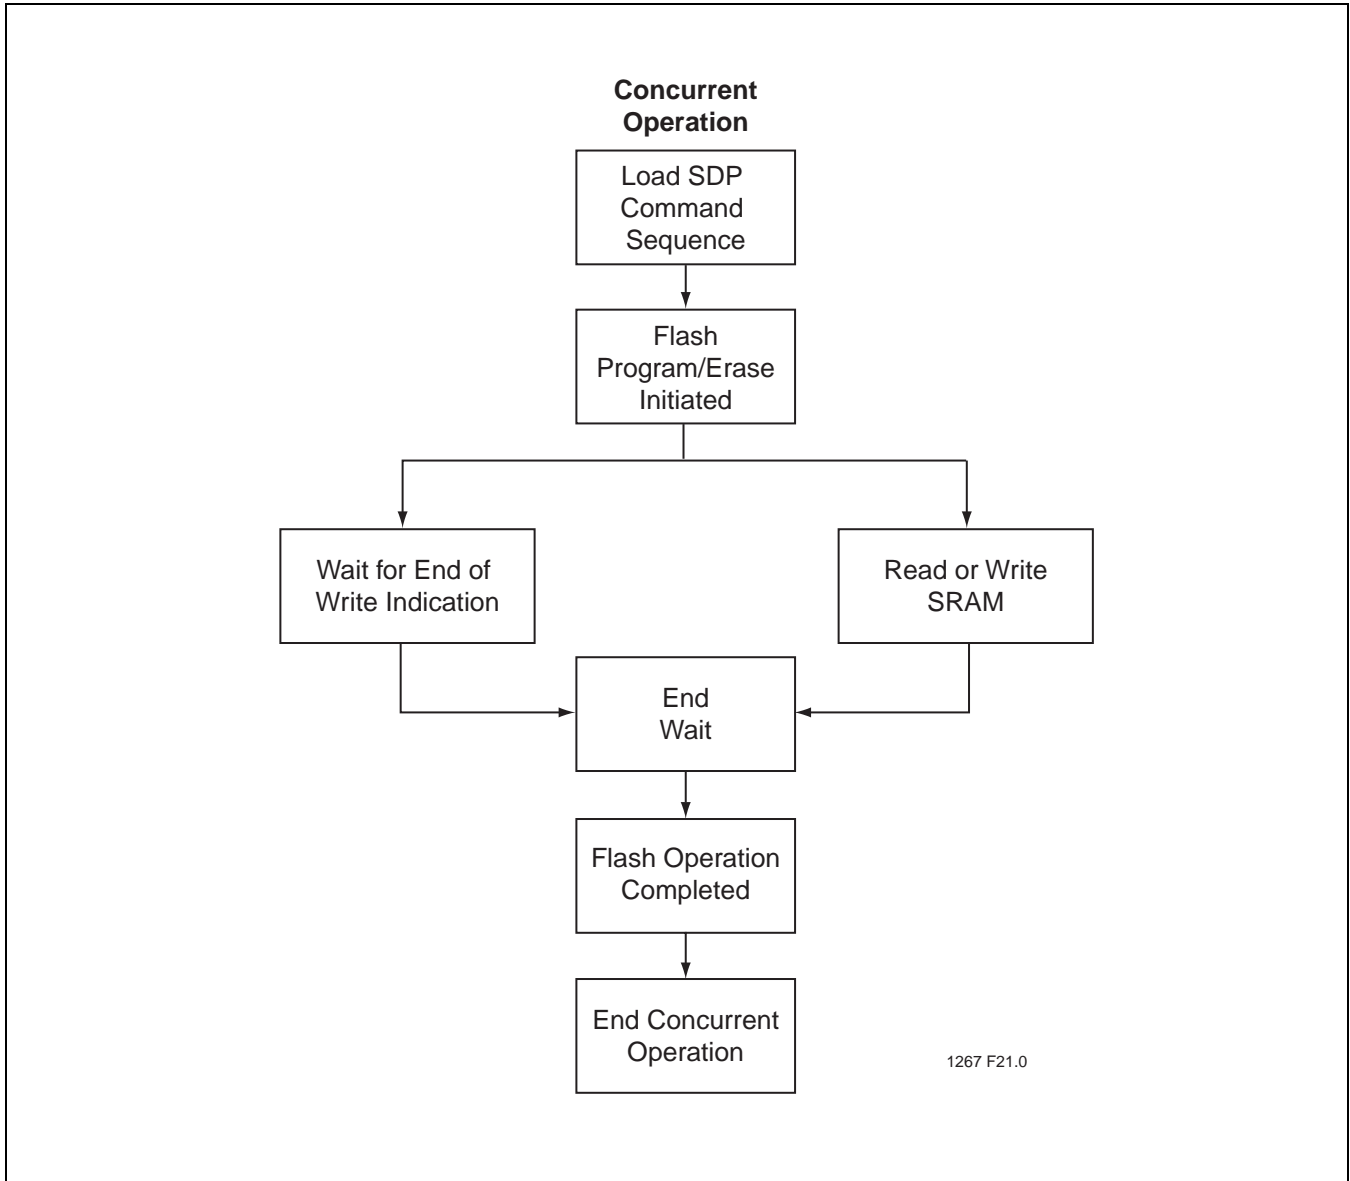 Concurrent
Operation
Load SDP
Command
Sequence
Flash
Program/Erase
Initiated
Wait for End of
Write Indication
Read or Write
SRAM
End
Wait
Flash Operation
Completed
End Concurrent
Operation
1267 F21.0